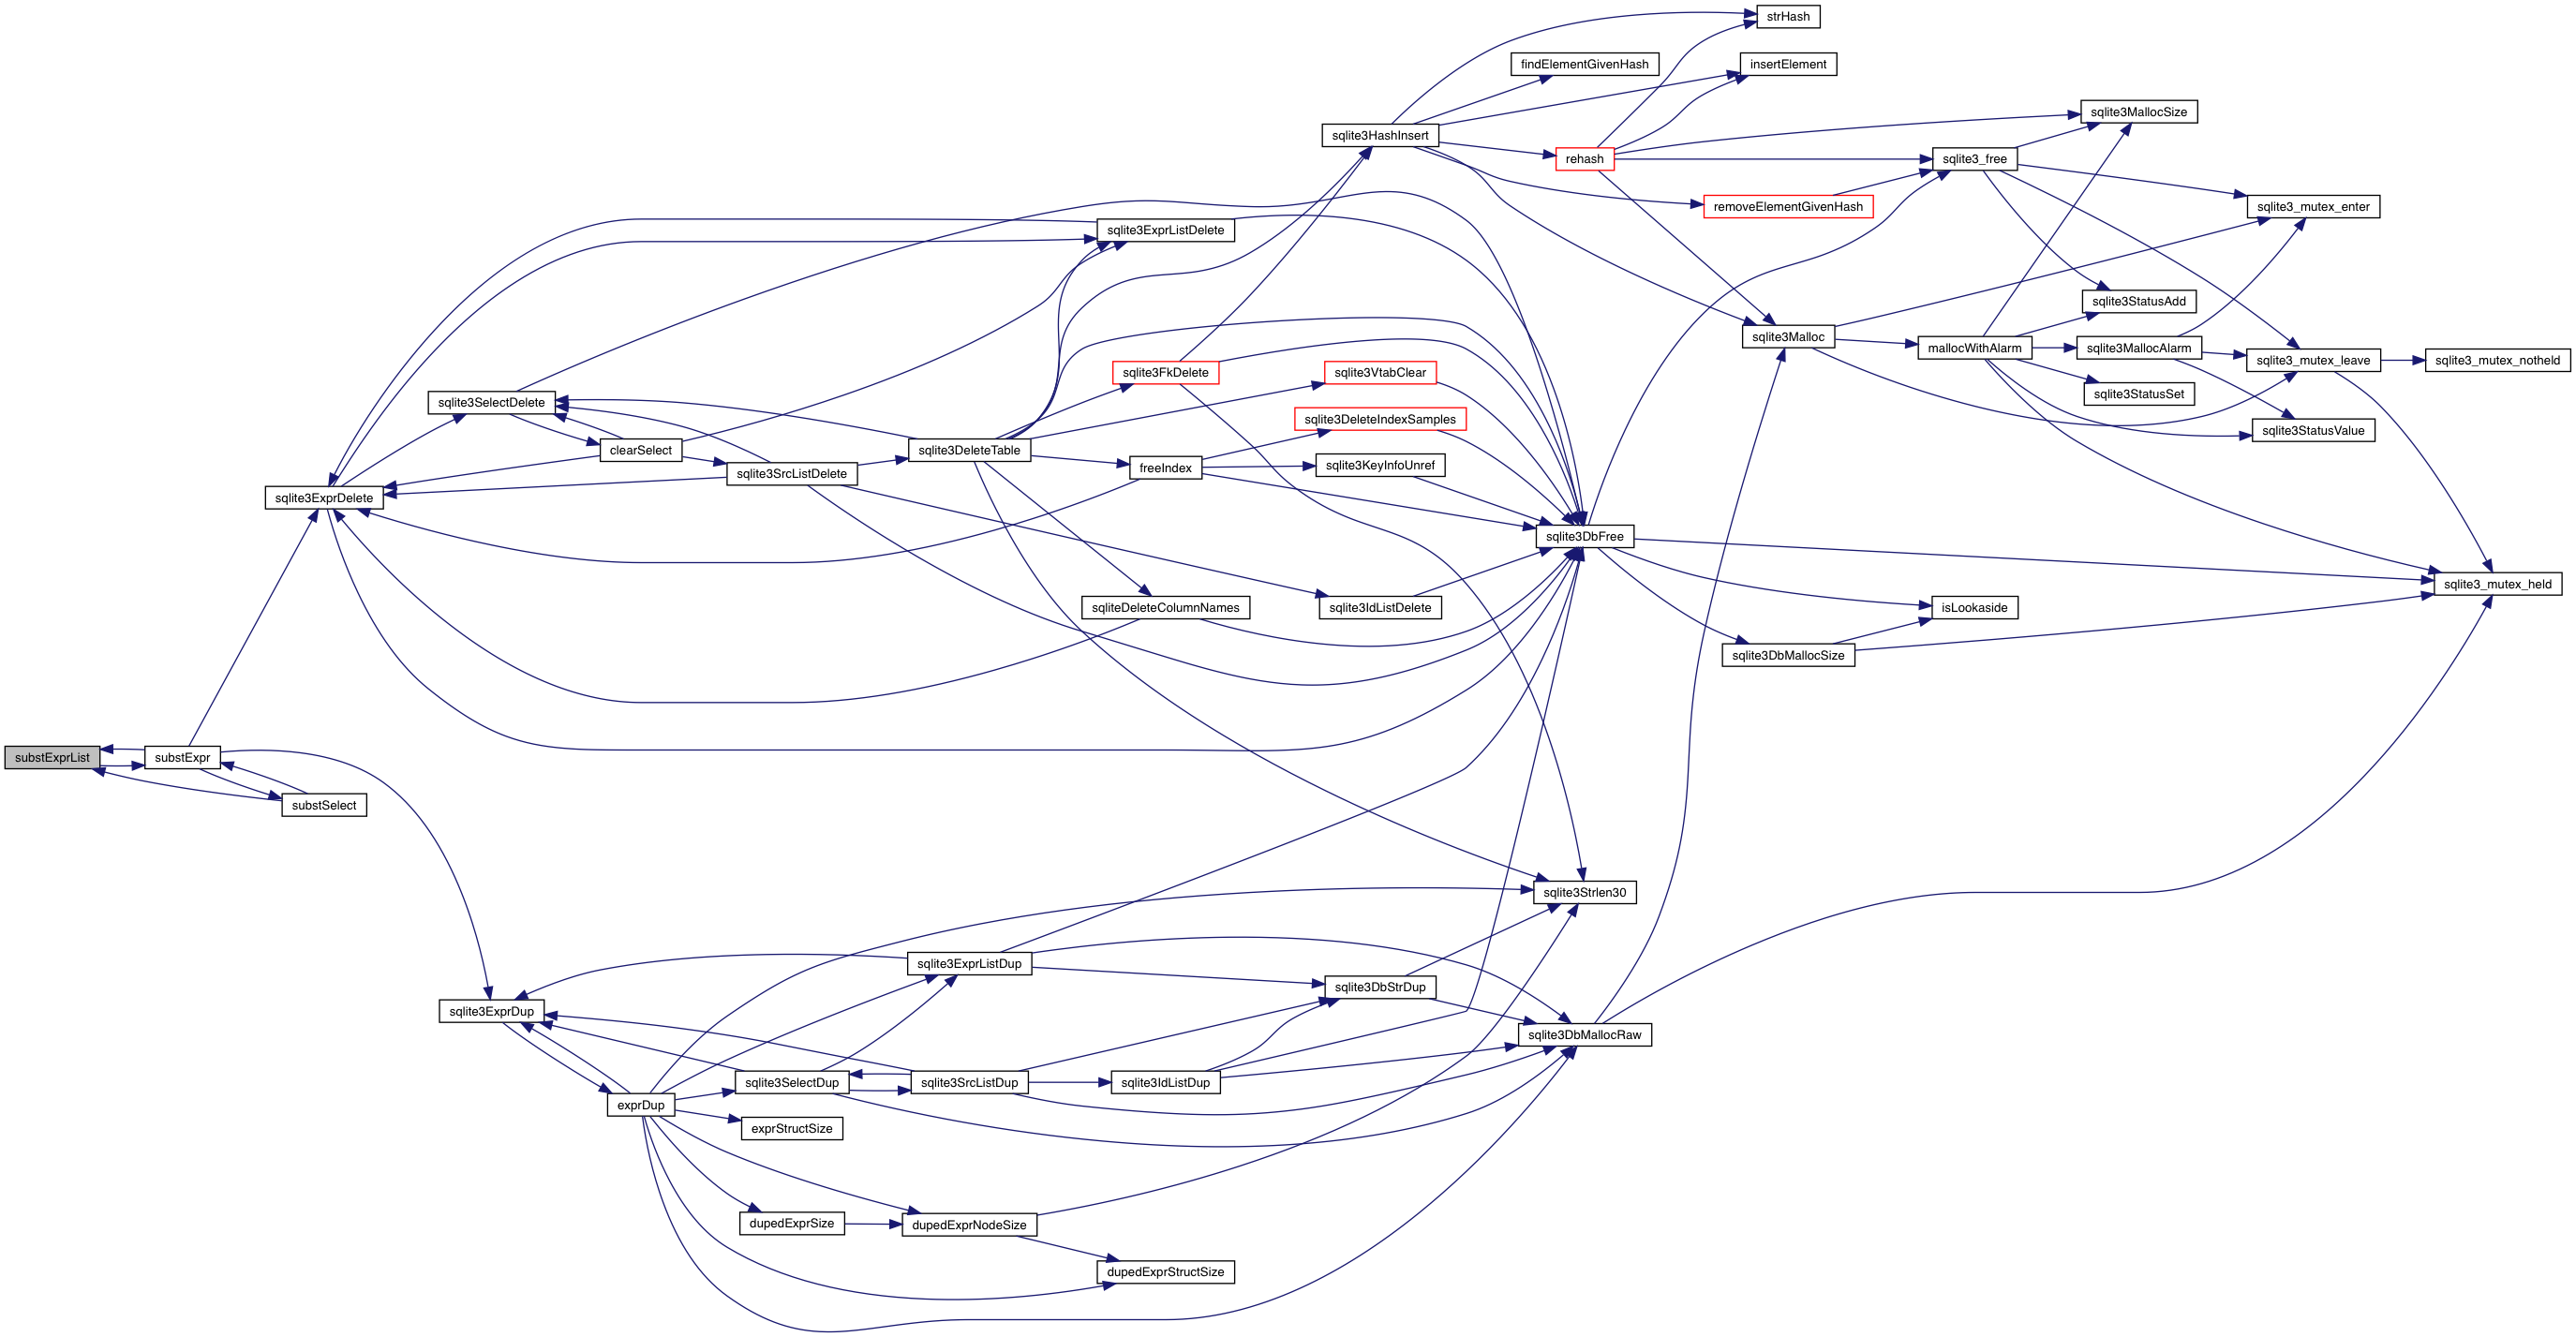 strHash
findElementGivenHash
insertElement
sqlite3MallocSize
sqlite3HashInsert
rehash
sqlite3_free
removeElementGivenHash
sqlite3_mutex_enter
sqlite3ExprListDelete
sqlite3StatusAdd
sqlite3Malloc
mallocWithAlarm
sqlite3MallocAlarm
sqlite3_mutex_leave
sqlite3_mutex_notheld
sqlite3FkDelete
sqlite3VtabClear
sqlite3StatusSet
sqlite3SelectDelete
sqlite3DeleteIndexSamples
sqlite3StatusValue
clearSelect
sqlite3DeleteTable
sqlite3SrcListDelete
freeIndex
sqlite3KeyInfoUnref
sqlite3ExprDelete
sqlite3DbFree
sqlite3_mutex_held
sqliteDeleteColumnNames
sqlite3IdListDelete
isLookaside
sqlite3DbMallocSize
substExprList
substExpr
substSelect
sqlite3Strlen30
sqlite3ExprListDup
sqlite3DbStrDup
sqlite3ExprDup
sqlite3DbMallocRaw
sqlite3SelectDup
sqlite3SrcListDup
sqlite3IdListDup
exprDup
exprStructSize
dupedExprSize
dupedExprNodeSize
dupedExprStructSize